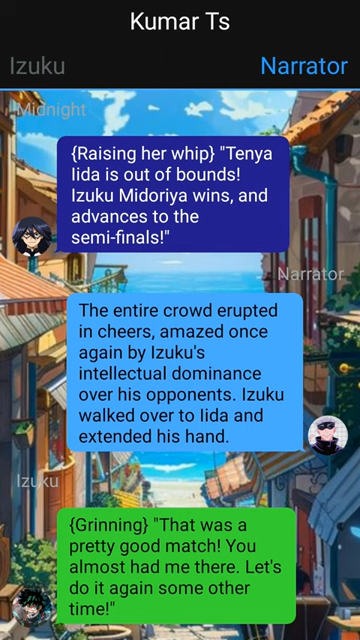 Kumar Ts
Izuku
Narrator
Midnight
{Raising her whip} "Tenya
Iida is out of bounds!
Izuku Midoriya wins, and
advances to the
semi-finals!"
Narrator
The entire crowd erupted
in cheers, amazed once
again by Izuku's
intellectual dominance
over his opponents. Izuku
walked over to Iida and
extended his hand.
Izuku
{Grinning} "That was a
pretty good match! You
almost had me there. Let's
do it again some other
time!"